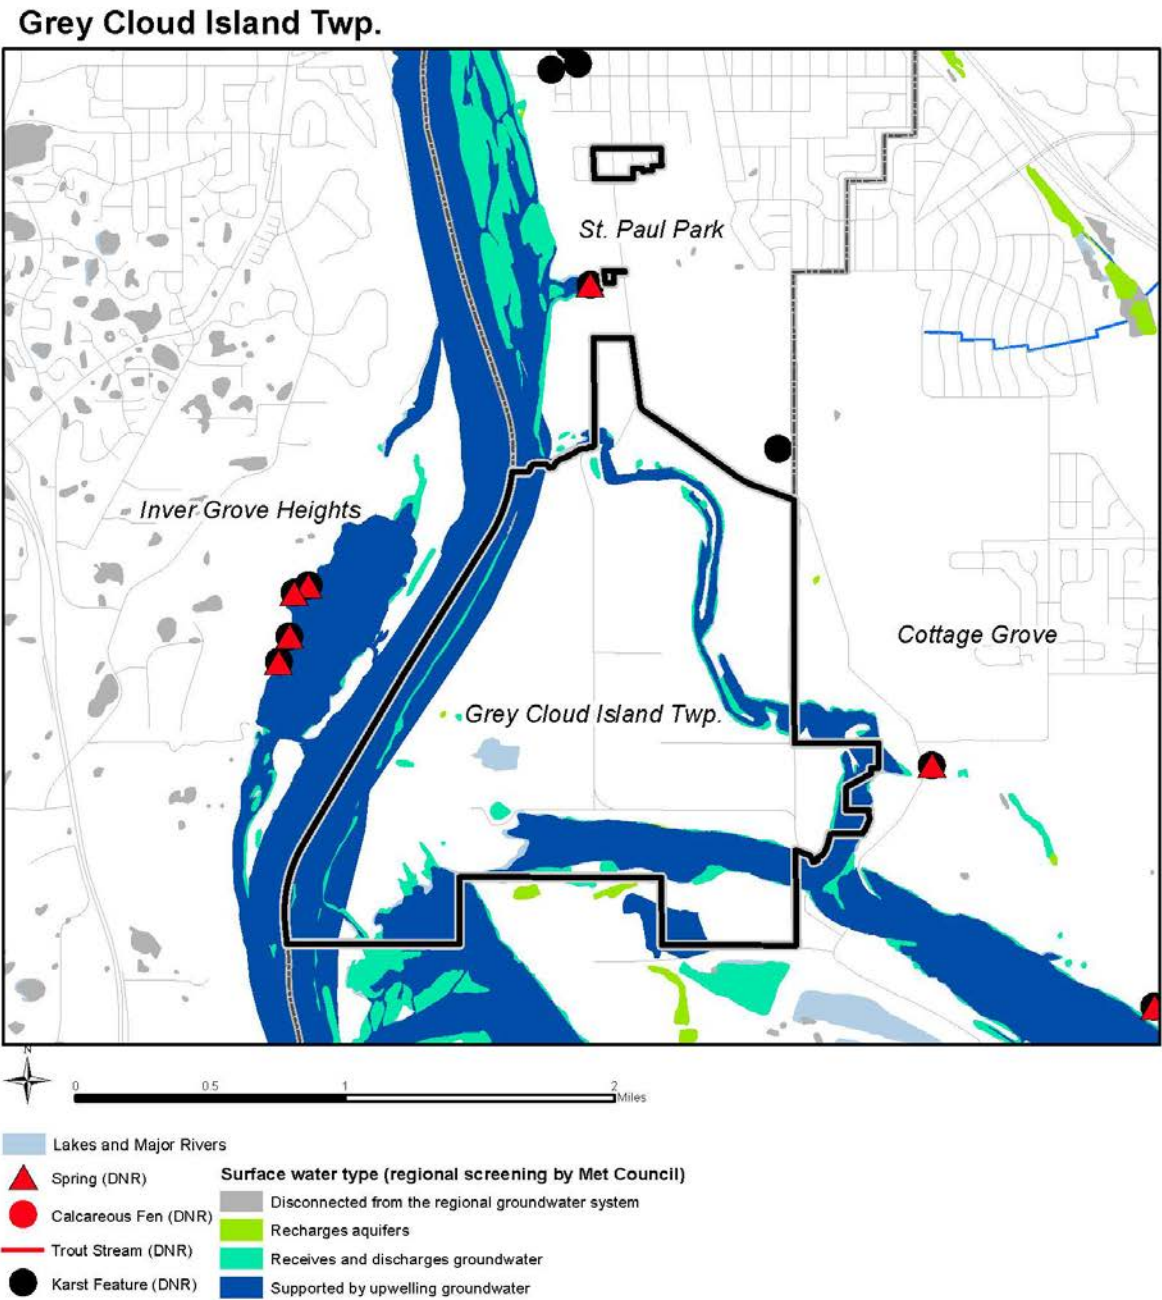 Grey Cloud Island Twp.
St. Paul Park
Inver Grove Heights
Cottage Grove
Grey Cloud Island Twp.
N
0 0.5 1 2
Miles
Lakes and Major Rivers
Spring (DNR)
Calcareous Fen (DNR)
Trout Stream (DNR)
Karst Feature (DNR)
Surface water type (regional screening by Met Council)
Disconnected from the regional groundwater system
Recharges aquifers
Receives and discharges groundwater
Supported by upwelling groundwater